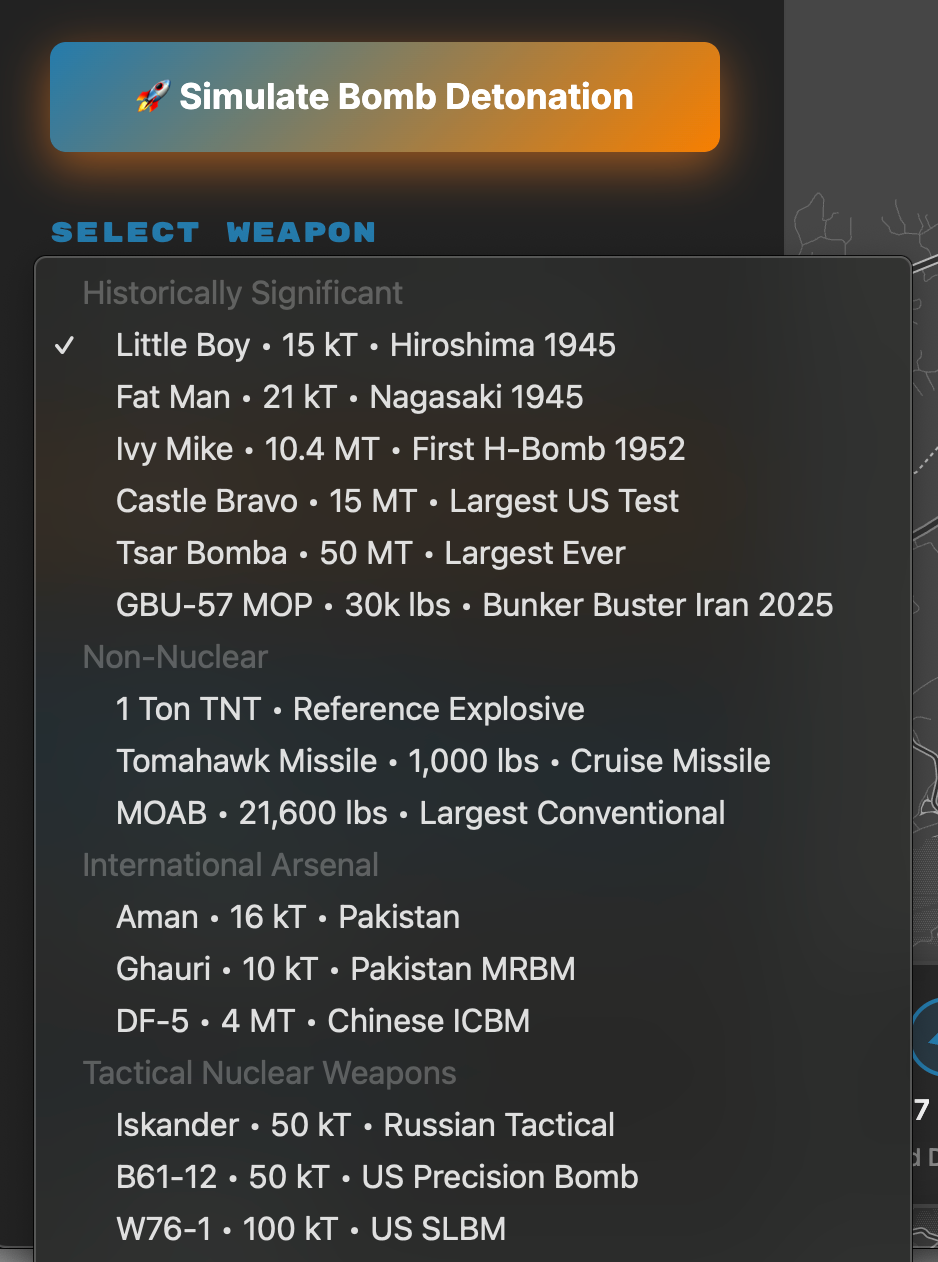 🚀 Simulate Bomb Detonation
SELECT WEAPON
Historically Significant
✓ Little Boy • 15 kT • Hiroshima 1945
Fat Man • 21 kT • Nagasaki 1945
Ivy Mike • 10.4 MT • First H-Bomb 1952
Castle Bravo • 15 MT • Largest US Test
Tsar Bomba • 50 MT • Largest Ever
GBU-57 MOP • 30k lbs • Bunker Buster Iran 2025
Non-Nuclear
1 Ton TNT • Reference Explosive
Tomahawk Missile • 1,000 lbs • Cruise Missile
MOAB • 21,600 lbs • Largest Conventional
International Arsenal
Aman • 16 kT • Pakistan
Ghauri • 10 kT • Pakistan MRBM
DF-5 • 4 MT • Chinese ICBM
Tactical Nuclear Weapons
Iskander • 50 kT • Russian Tactical
B61-12 • 50 kT • US Precision Bomb
W76-1 • 100 kT • US SLBM
7